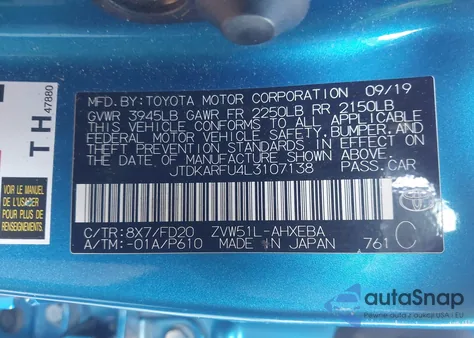 MFD. BY: TOYOTA MOTOR CORPORATION 09/19
GVWR 3945LB GAWR FR 2250LB RR 2150LB
THIS VEHICLE CONFORMS TO ALL APPLICABLE
FEDERAL MOTOR VEHICLE SAFETY, BUMPER, AND
THEFT PREVENTION STANDARDS IN EFFECT ON
THE DATE OF MANUFACTURE SHOWN ABOVE.
JTDKARFU4L3107138 PASS. CAR
C/TR: 8X7/FD20 ZVW51L-AHXEBA
A/TM: -01A/P610 MADE IN JAPAN 761 C
TH
47880
VOIR LE MANUEL
DE L'USAGER
POUR PLUS DE
autoSnap